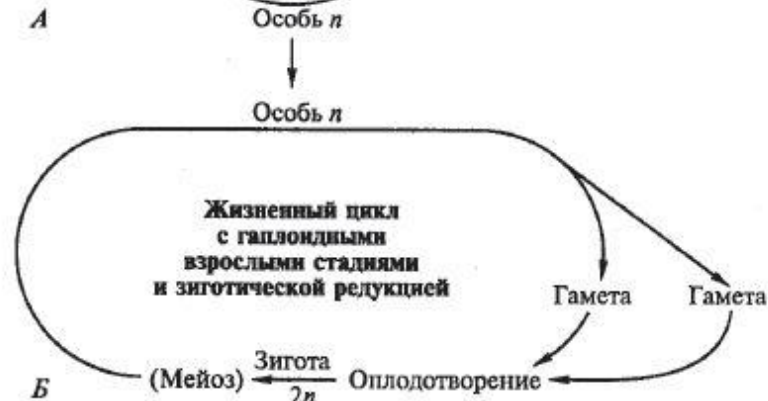 А
Особь n
Особь n
Жизненный цикл
с гаплоидными
взрослыми стадиями
и зиготической редукцией
Гамета Гамета
Зигота
(Мейоз) Оплодотворение
2n
Б